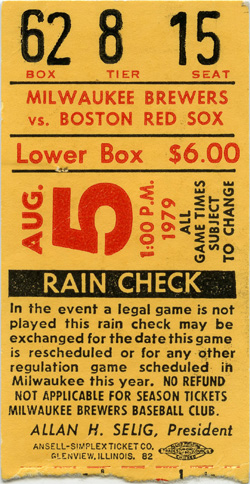 62 8 15
BOX TIER SEAT
MILWAUKEE BREWERS
vs. BOSTON RED SOX
Lower Box $6.00
AUG.
5
1:00 P.M.
1979
ALL
GAME TIMES
SUBJECT
TO CHANGE
RAIN CHECK
In the event a legal game is not
played this rain check may be
exchanged for the date this game
is rescheduled or for any other
regulation game scheduled in
Milwaukee this year. NO REFUND
NOT APPLICABLE FOR SEASON TICKETS
MILWAUKEE BREWERS BASEBALL CLUB.
ALLAN H. SELIG, President
ANSELL-SIMPLEX TICKET CO.
GLENVIEW, ILLINOIS. 82